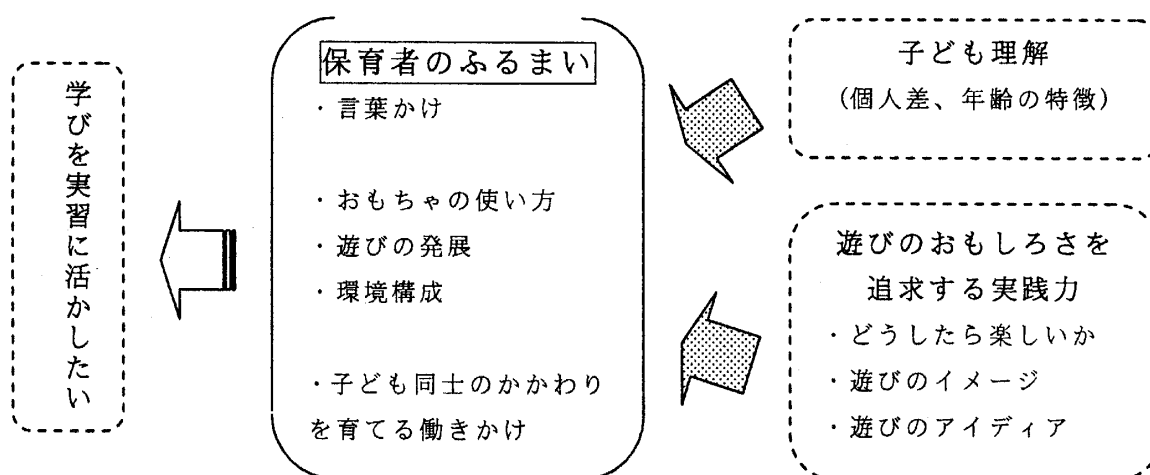 学びを実習に活かしたい
保育者のふるまい
・言葉かけ
・おもちゃの使い方
・遊びの発展
・環境構成
・子ども同士のかかわり
を育てる働きかけ
子ども理解
(個人差、年齢の特徴)
遊びのおもしろさを
追求する実践力
・どうしたら楽しいか
・遊びのイメージ
・遊びのアイディア